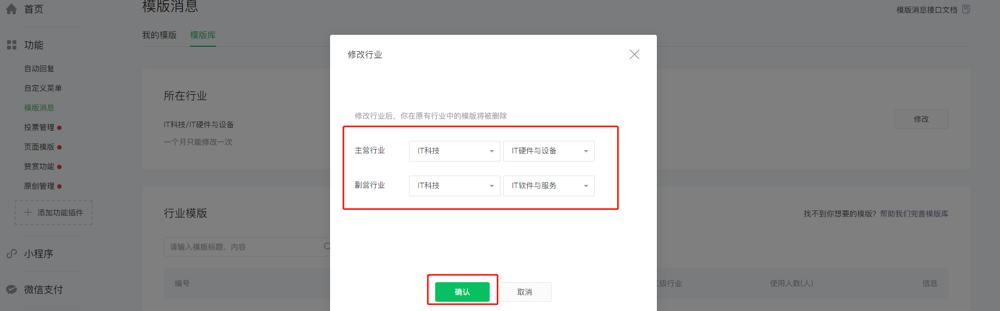 首页
功能
自动回复
自定义菜单
模版消息
投票管理
页面模版
赞赏功能
原创管理
添加功能插件
小程序
微信支付
模版消息
模版消息接口文档
我的模版
模版库
所在行业
IT科技/IT硬件与设备
一个月只能修改一次
修改
行业模版
找不到你想要的模版？帮助我们完善模版库
请输入模版标题、内容
编号
级行业
使用人数(人)
信息
修改行业
修改行业后，你在原有行业中的模版将被删除
主营行业 IT科技 IT硬件与设备
副营行业 IT科技 IT软件与服务
确认 取消